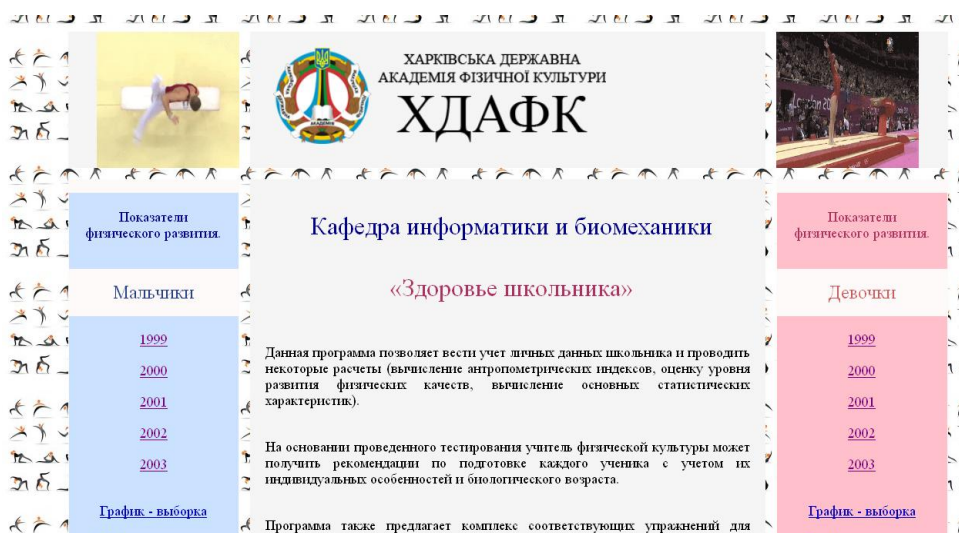 ХАРКІВСЬКА ДЕРЖАВНА
АКАДЕМІЯ ФІЗИЧНОЇ КУЛЬТУРИ
ХДАФК
АКАДЕМІЯ
London 20
Показатели
физического развития.
Мальчики
1999
2000
2001
2002
2003
График - выборка
Кафедра информатики и биомеханики
«Здоровье школьника»
Данная программа позволяет вести учет личных данных школьника и проводить
некоторые расчеты (вычисление антропометрических индексов, оценку уровня
развития физических качеств, вычисление основных статистических
характеристик).
На основании проведенного тестирования учитель физической культуры может
получить рекомендации по подготовке каждого ученика с учетом их
индивидуальных особенностей и биологического возраста.
Программа также предлагает комплекс соответствующих упражнений для
Показатели
физического развития.
Девочки
1999
2000
2001
2002
2003
График - выборка